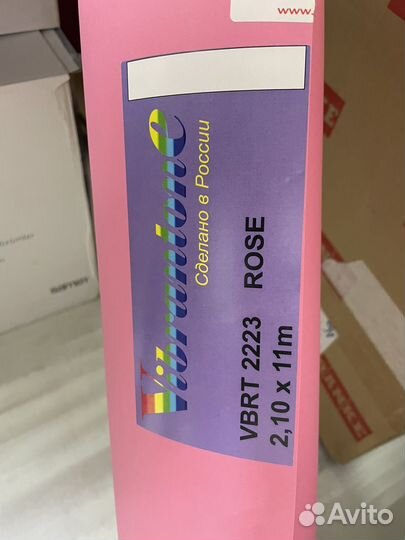 www.
Vibrantone
Сделано в России
VBRT 2223 ROSE
2,10 x 11m
Avito